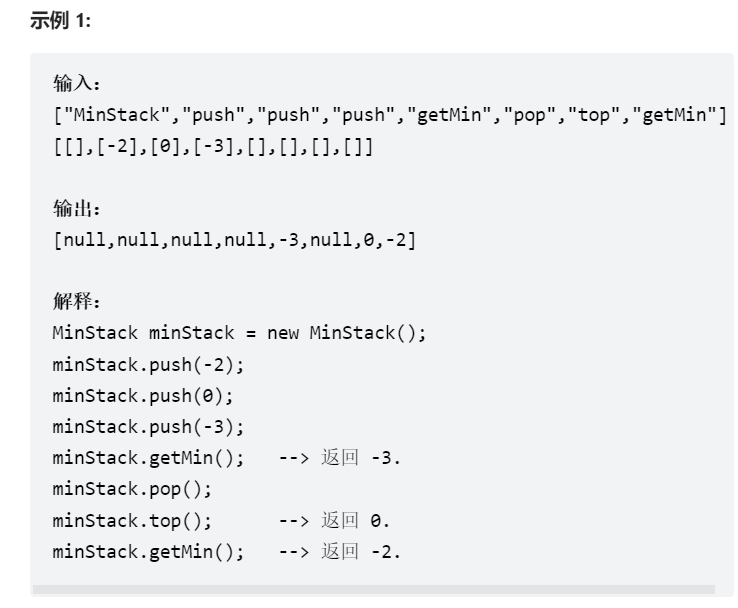 示例 1:
输入：
["MinStack","push","push","push","getMin","pop","top","getMin"]
[[],[-2],[0],[-3],[],[],[],[]]
输出：
[null,null,null,null,-3,null,0,-2]
解释：
MinStack minStack = new MinStack();
minStack.push(-2);
minStack.push(0);
minStack.push(-3);
minStack.getMin();   --> 返回 -3.
minStack.pop();
minStack.top();      --> 返回 0.
minStack.getMin();   --> 返回 -2.